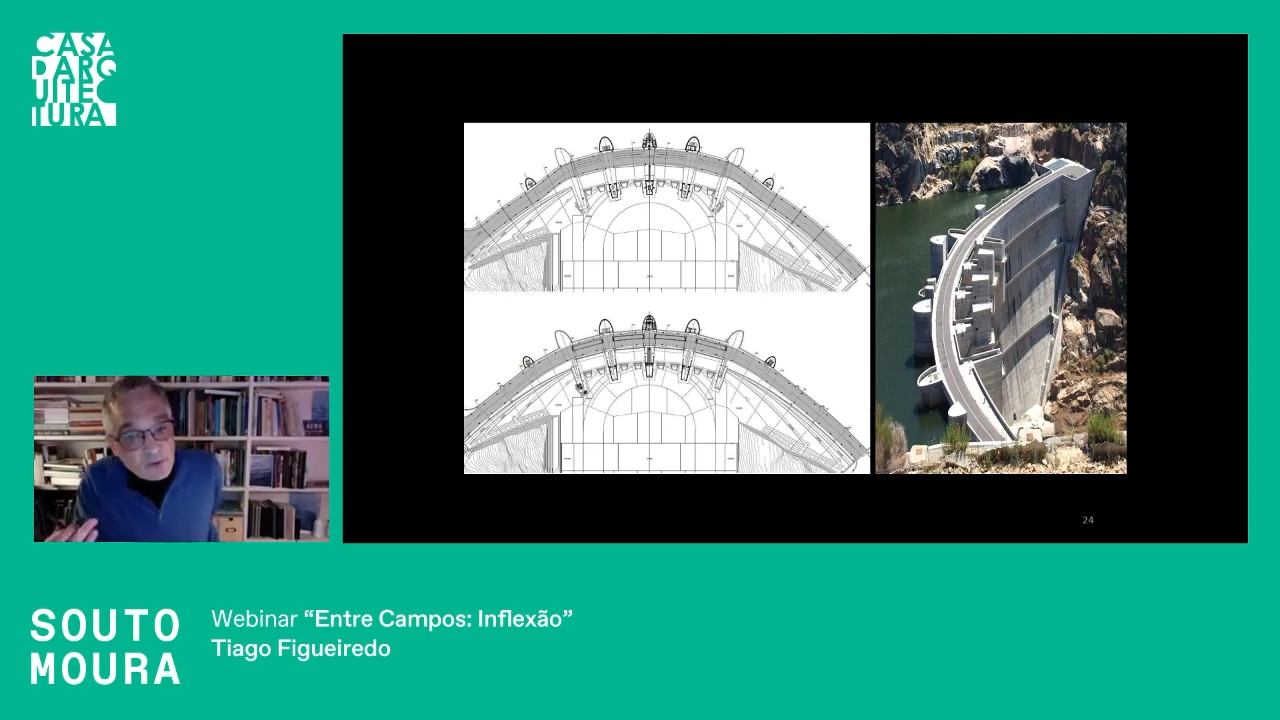 CASA
DARQ
UITEC
TURA
24
SOUTO
MOURA
Webinar “Entre Campos: Inflexão”
Tiago Figueiredo